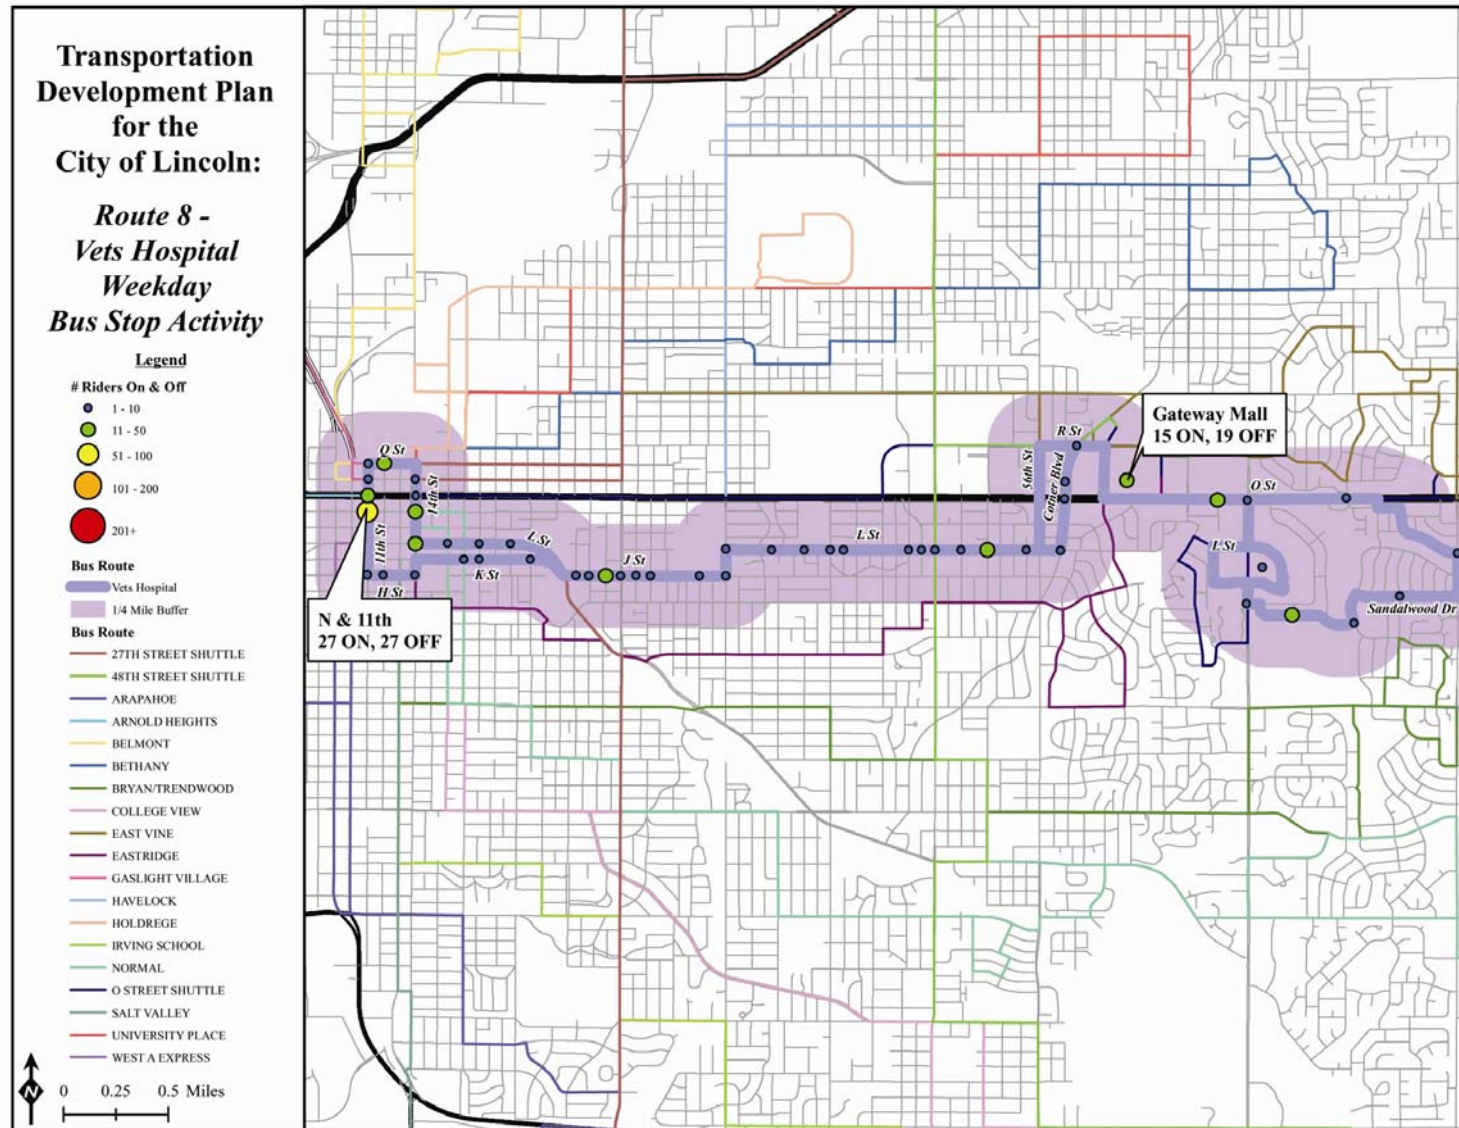 Transportation
Development Plan
for the
City of Lincoln:
Route 8 -
Vets Hospital
Weekday
Bus Stop Activity
Legend
# Riders On & Off
1 - 10
11 - 50
51 - 100
101 - 200
201+
Bus Route
Vets Hospital
1/4 Mile Buffer
Bus Route
27TH STREET SHUTTLE
48TH STREET SHUTTLE
ARAPAHOE
ARNOLD HEIGHTS
BELMONT
BETHANY
BRYAN/TRENDWOOD
COLLEGE VIEW
EAST VINE
EASTRIDGE
GASLIGHT VILLAGE
HAVELOCK
HOLDREGE
IRVING SCHOOL
NORMAL
O STREET SHUTTLE
SALT VALLEY
UNIVERSITY PLACE
WEST A EXPRESS
N
0 0.25 0.5 Miles
Gateway Mall
15 ON, 19 OFF
R St
Q St
56th St
Cotner Blvd
14th St
O St
11th St
L St
L St
L St
J St
K St
H St
Sandalwood Dr
N & 11th
27 ON, 27 OFF